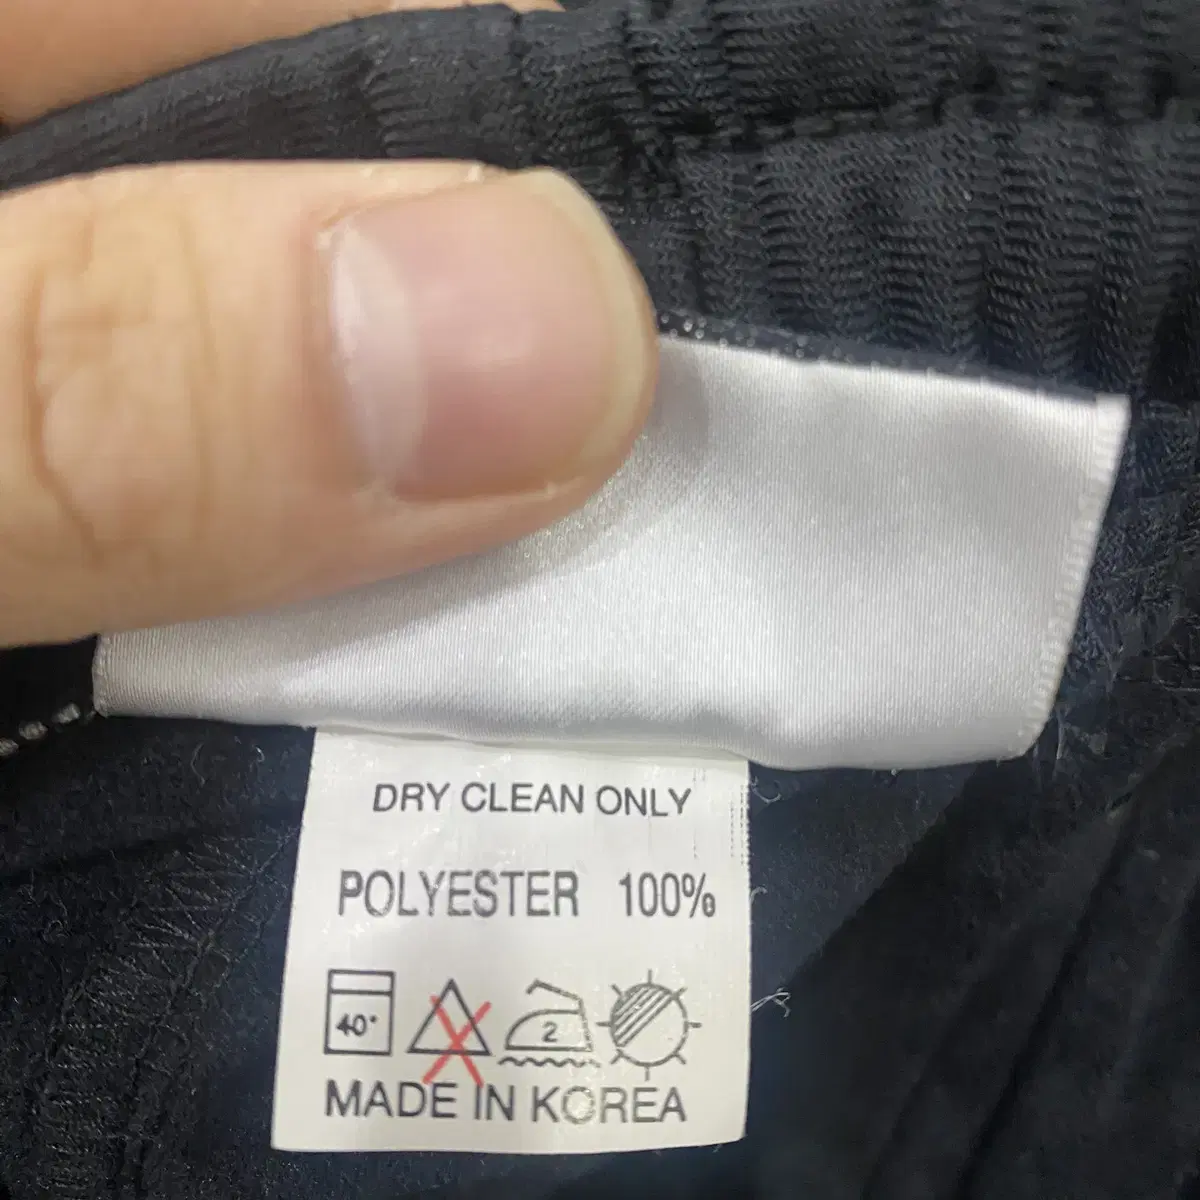 DRY CLEAN ONLY
POLYESTER 100%
40° 2
MADE IN KOREA